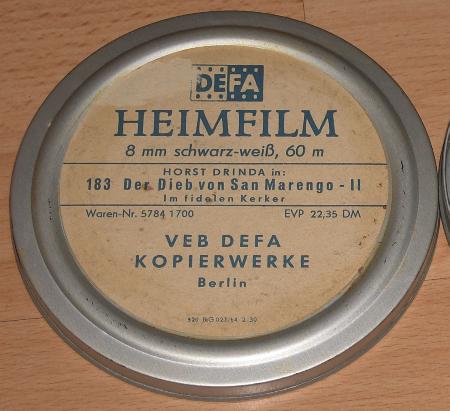 DEFA
HEIMFILM
8 mm schwarz-weiß, 60 m
HORST DRINDA in:
183 Der Dieb von San Marengo - II
Im fidelen Kerker
Waren-Nr. 5784 1700 EVP 22,35 DM
VEB DEFA
KOPIERWERKE
Berlin